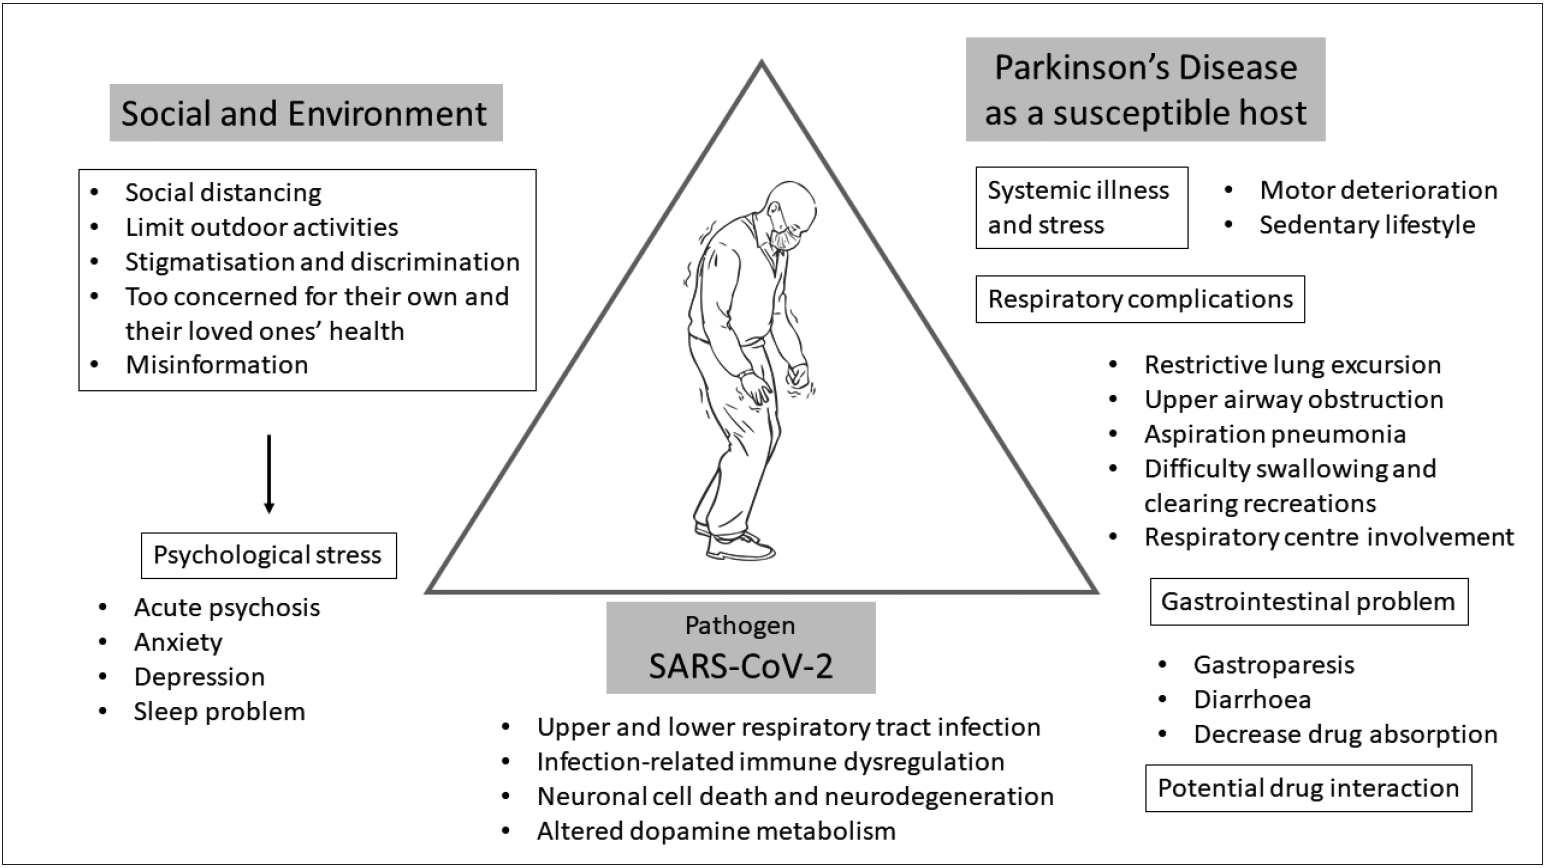 Social and Environment
• Social distancing
• Limit outdoor activities
• Stigmatisation and discrimination
• Too concerned for their own and
their loved ones’ health
• Misinformation
Psychological stress
• Acute psychosis
• Anxiety
• Depression
• Sleep problem
Pathogen
SARS-CoV-2
• Upper and lower respiratory tract infection
• Infection-related immune dysregulation
• Neuronal cell death and neurodegeneration
• Altered dopamine metabolism
Parkinson’s Disease
as a susceptible host
Systemic illness
and stress
• Motor deterioration
• Sedentary lifestyle
Respiratory complications
• Restrictive lung excursion
• Upper airway obstruction
• Aspiration pneumonia
• Difficulty swallowing and
clearing recreations
• Respiratory centre involvement
Gastrointestinal problem
• Gastroparesis
• Diarrhoea
• Decrease drug absorption
Potential drug interaction